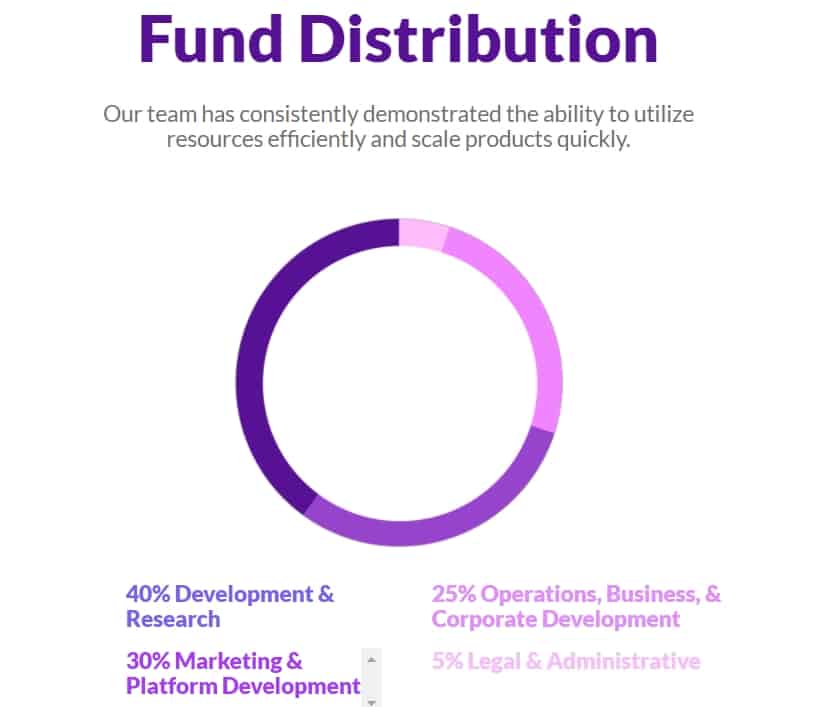 Fund Distribution
Our team has consistently demonstrated the ability to utilize
resources efficiently and scale products quickly.
40% Development &
Research
30% Marketing &
Platform Development
25% Operations, Business, &
Corporate Development
5% Legal & Administrative